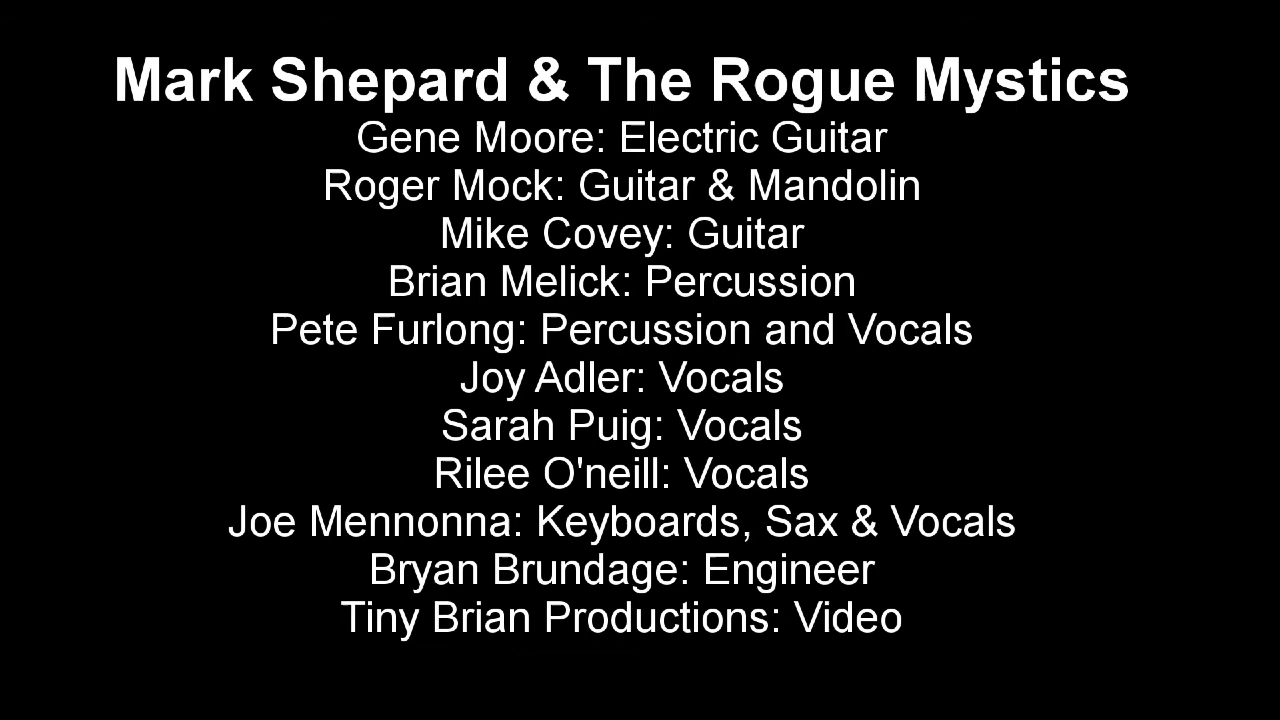 Mark Shepard & The Rogue Mystics
Gene Moore: Electric Guitar
Roger Mock: Guitar & Mandolin
Mike Covey: Guitar
Brian Melick: Percussion
Pete Furlong: Percussion and Vocals
Joy Adler: Vocals
Sarah Puig: Vocals
Rilee O'neill: Vocals
Joe Mennonna: Keyboards, Sax & Vocals
Bryan Brundage: Engineer
Tiny Brian Productions: Video